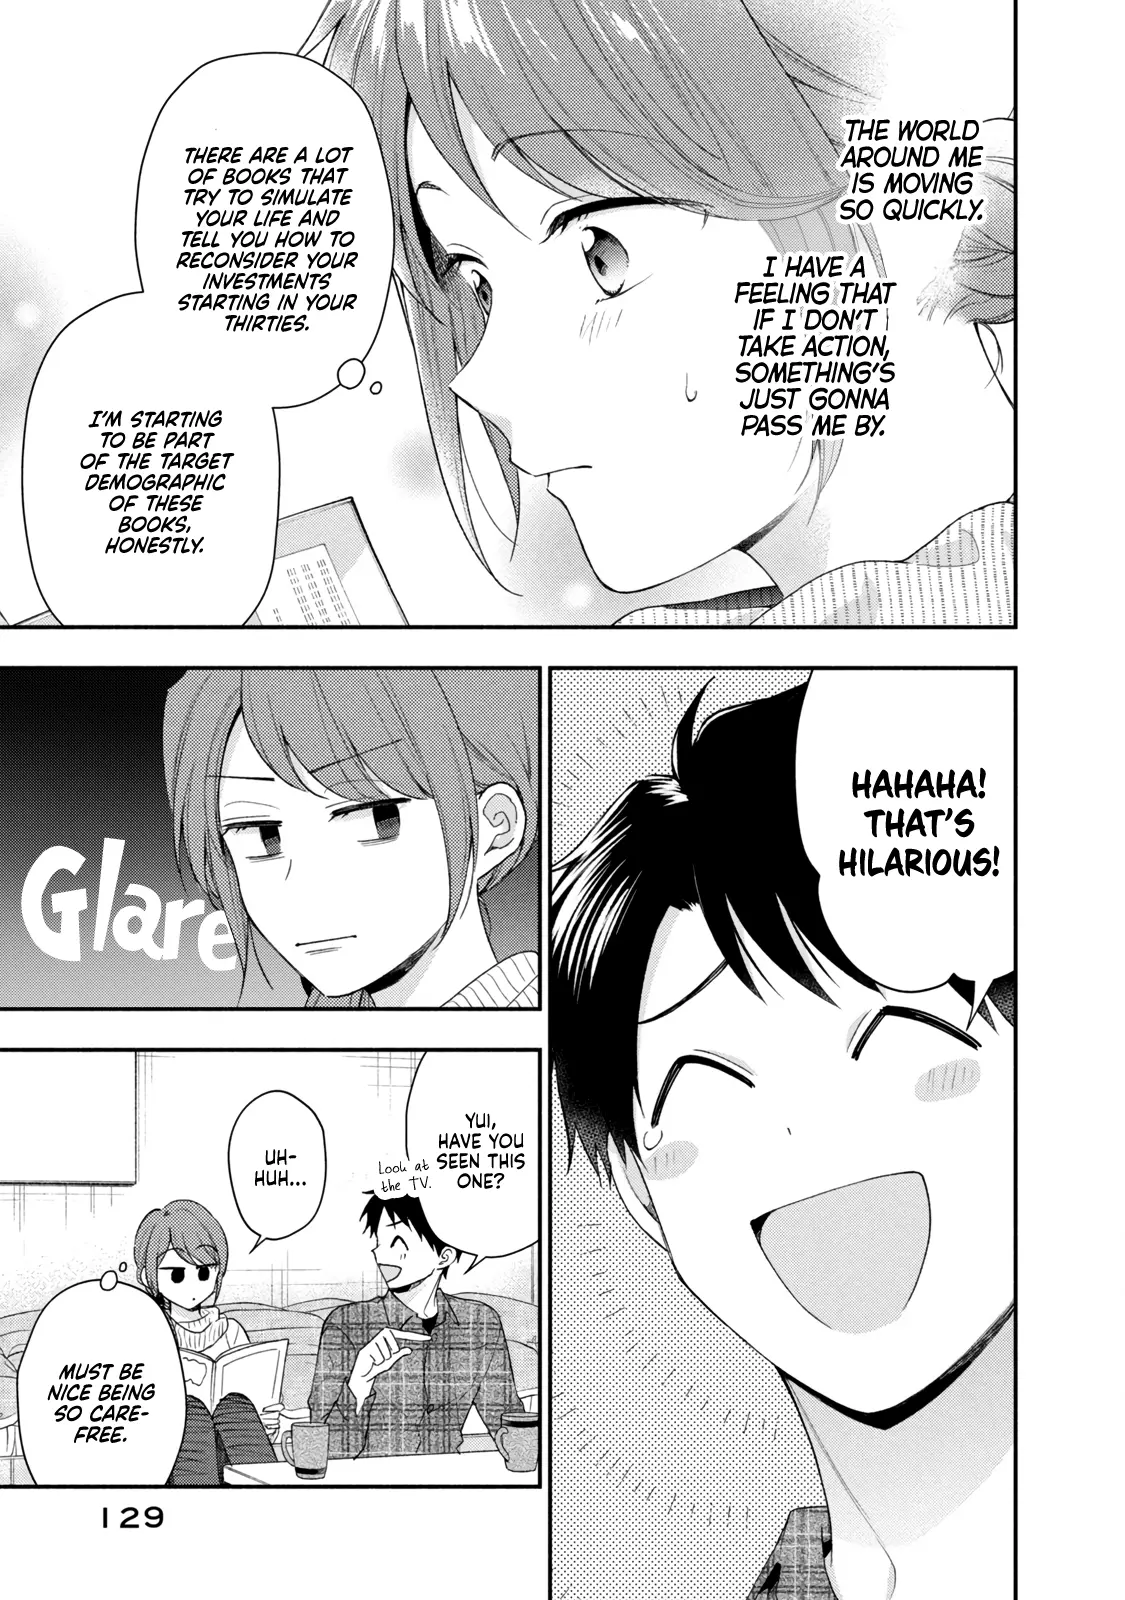 THE WORLD
AROUND ME
IS MOVING
SO QUICKLY.
I HAVE A
FEELING THAT
IF I DON'T
TAKE ACTION,
SOMETHING'S
JUST GONNA
PASS ME BY.
THERE ARE A LOT
OF BOOKS THAT
TRY TO SIMULATE
YOUR LIFE AND
TELL YOU HOW TO
RECONSIDER YOUR
INVESTMENTS
STARTING IN YOUR
THIRTIES.
I'M STARTING
TO BE PART
OF THE TARGET
DEMOGRAPHIC
OF THESE
BOOKS,
HONESTLY.
HAHAHA!
THAT'S
HILARIOUS!
Glare
YUI,
HAVE YOU
SEEN THIS
ONE?
Look at
the TV.
UH-
HUH...
MUST BE
NICE BEING
SO CARE-
FREE.
129